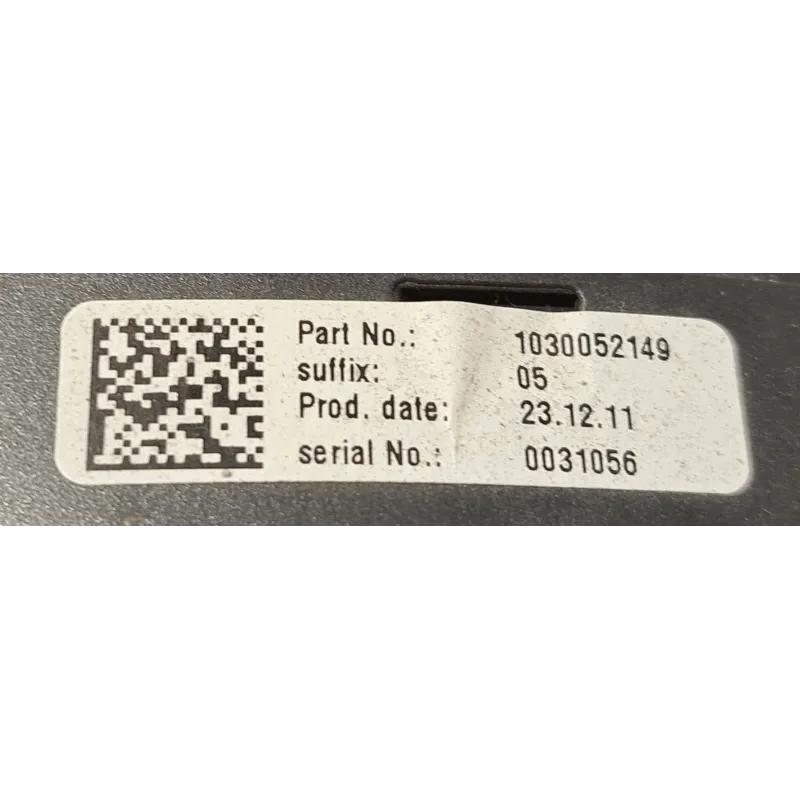 Part No.: 1030052149
suffix: 05
Prod. date: 23.12.11
serial No.: 0031056